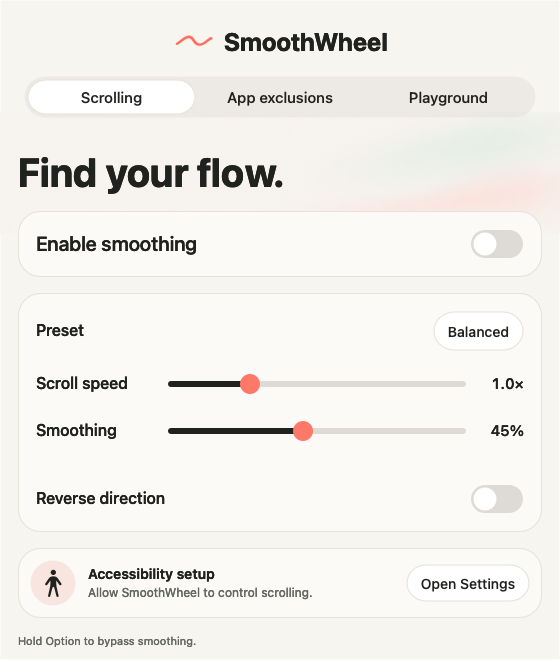 SmoothWheel
Scrolling App exclusions Playground
Find your flow.
Enable smoothing
Preset Balanced
Scroll speed 1.0×
Smoothing 45%
Reverse direction
Accessibility setup
Allow SmoothWheel to control scrolling.
Open Settings
Hold Option to bypass smoothing.